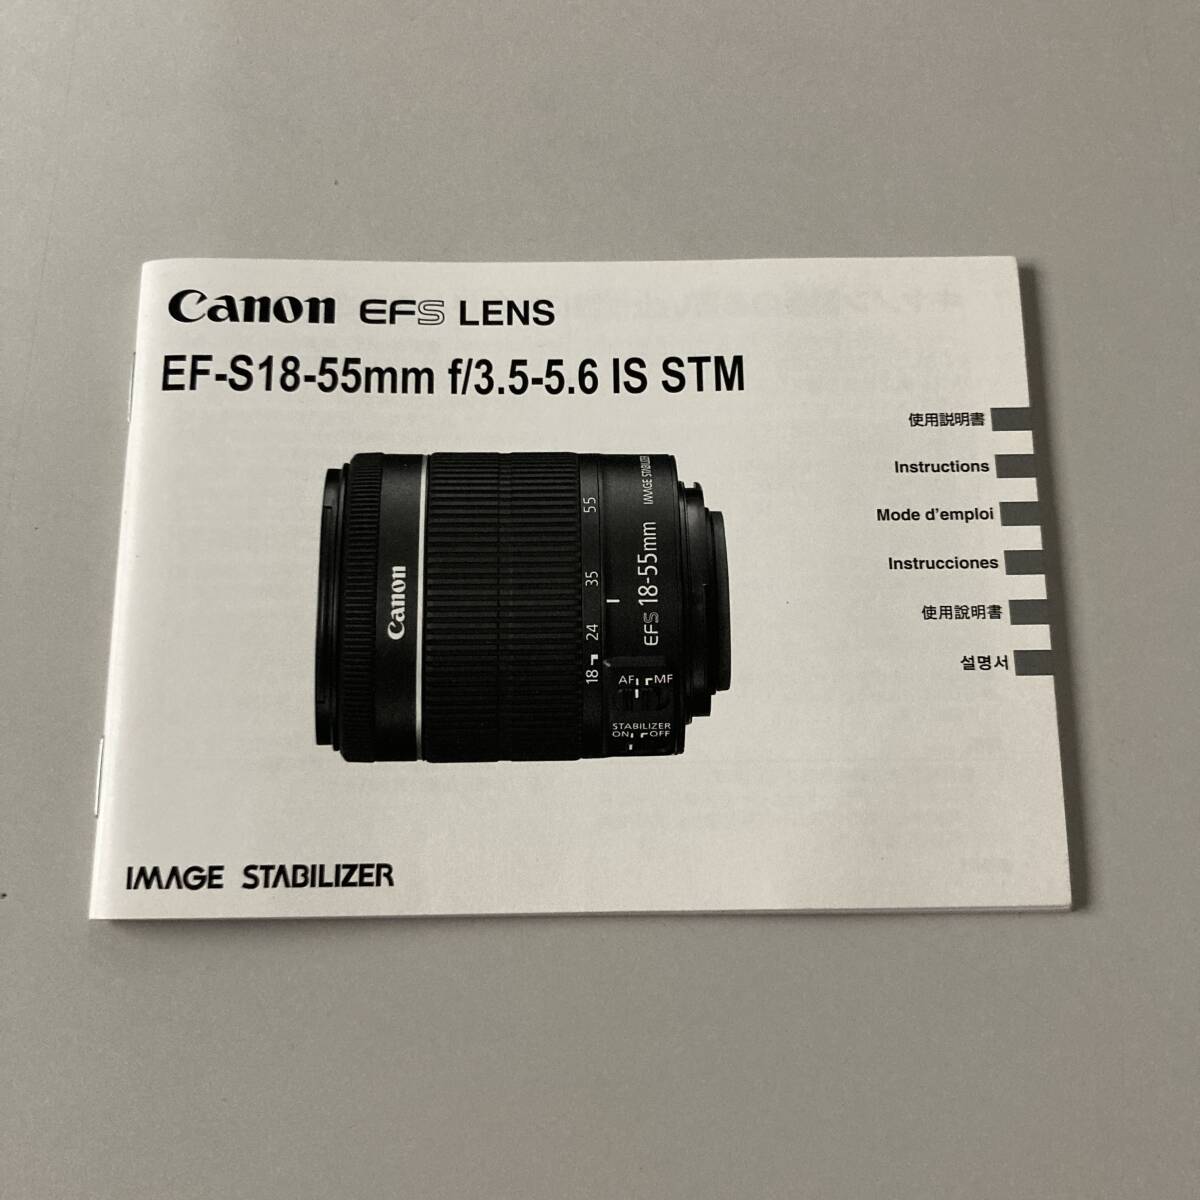 Canon EFS LENS
EF-S18-55mm f/3.5-5.6 IS STM
使用説明書
Instructions
Mode d'emploi
Instrucciones
使用說明書
설명서
Canon
55
35
24
18
EFS 18-55mm IMAGE STABILIZER
AF MF
STABILIZER
ON OFF
IMAGE STABILIZER